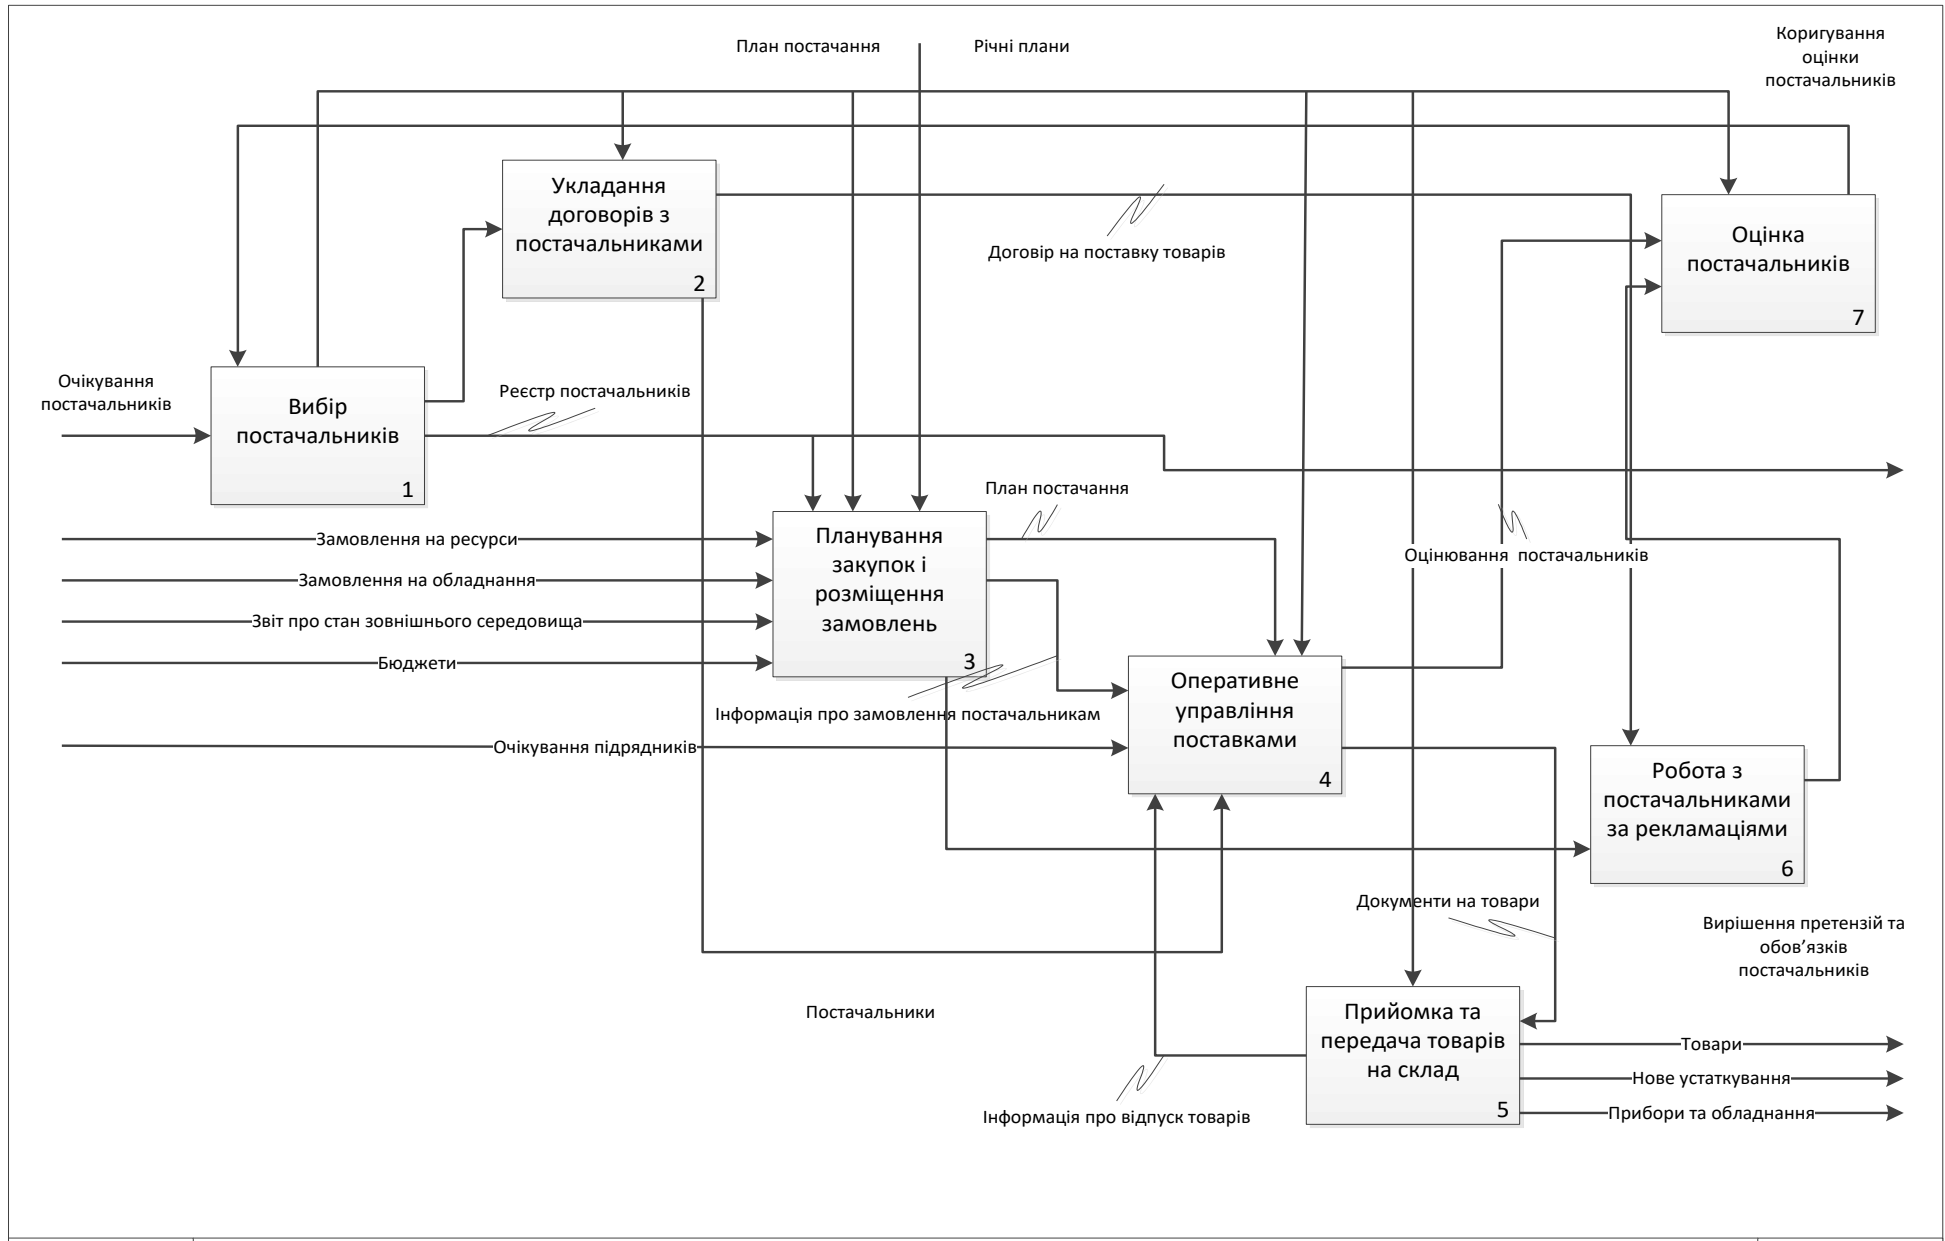 План постачання
Річні плани
Коригування
оцінки
постачальників
Укладання
договорів з
постачальниками
2
Договір на поставку товарів
Оцінка
постачальників
7
Очікування
постачальників
Вибір
постачальників
1
Реєстр постачальників
План постачання
Замовлення на ресурси
Замовлення на обладнання
Звіт про стан зовнішнього середовища
Бюджети
Планування
закупок і
розміщення
замовлень
3
Оцінювання постачальників
Інформація про замовлення постачальникам
Очікування підрядників
Оперативне
управління
поставками
4
Робота з
постачальниками
за рекламаціями
6
Документи на товари
Вирішення претензій та
обов’язків
постачальників
Постачальники
Прийомка та
передача товарів
на склад
5
Товари
Нове устаткування
Прибори та обладнання
Інформація про відпуск товарів